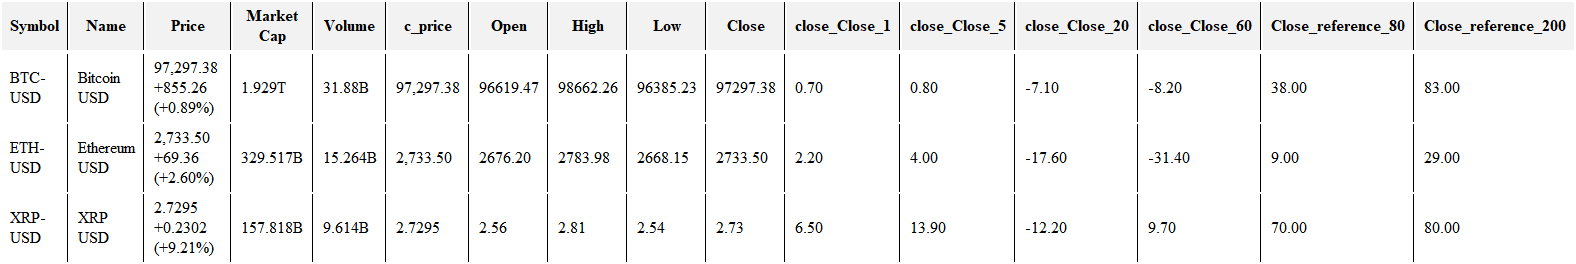 Symbol Name Price Market Cap Volume c_price Open High Low Close close_Close_1 close_Close_5 close_Close_20 close_Close_60 Close_reference_80 Close_reference_200
BTC-USD Bitcoin USD 97,297.38 +855.26 (+0.89%) 1.929T 31.88B 97,297.38 96619.47 98662.26 96385.23 97297.38 0.70 0.80 -7.10 -8.20 38.00 83.00
ETH-USD Ethereum USD 2,733.50 +69.36 (+2.60%) 329.517B 15.264B 2,733.50 2676.20 2783.98 2668.15 2733.50 2.20 4.00 -17.60 -31.40 9.00 29.00
XRP-USD XRP USD 2.7295 +0.2302 (+9.21%) 157.818B 9.614B 2.7295 2.56 2.81 2.54 2.73 6.50 13.90 -12.20 9.70 70.00 80.00